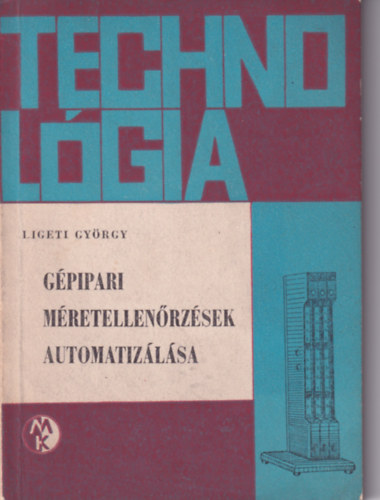 TECHNO
LÓGIA
LIGETI GYÖRGY
GÉPIPARI
MÉRETELLENŐRZÉSEK
AUTOMATIZÁLÁSA
MK